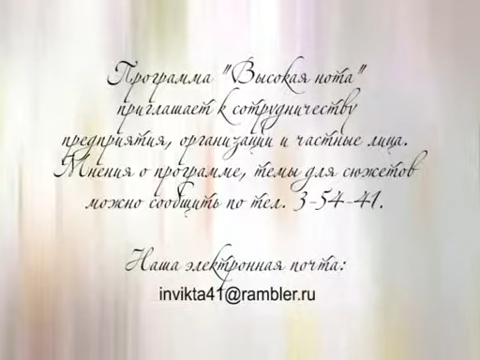 Программа "Высокая нота"
приглашает к сотрудничеству
предприятия, организации и частные лица.
Мнения о программе, темы для сюжетов
можно сообщить по тел. 3-54-41.
Наша электронная почта:
invikta41@rambler.ru